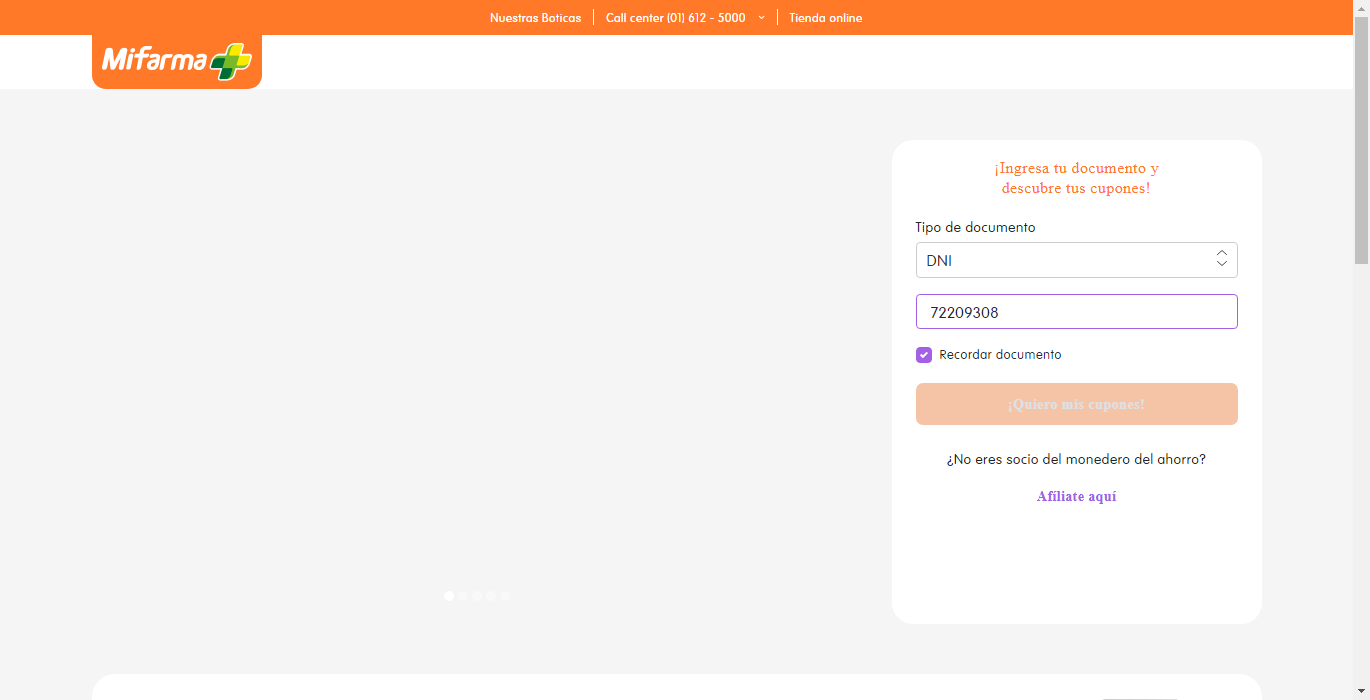 Nuestras Boticas
Call center (01) 612 - 5000
Tienda online
Mifarma
¡Ingresa tu documento y
descubre tus cupones!
Tipo de documento
DNI
72209308
Recordar documento
¡Quiero mis cupones!
¿No eres socio del monedero del ahorro?
Afíliate aquí